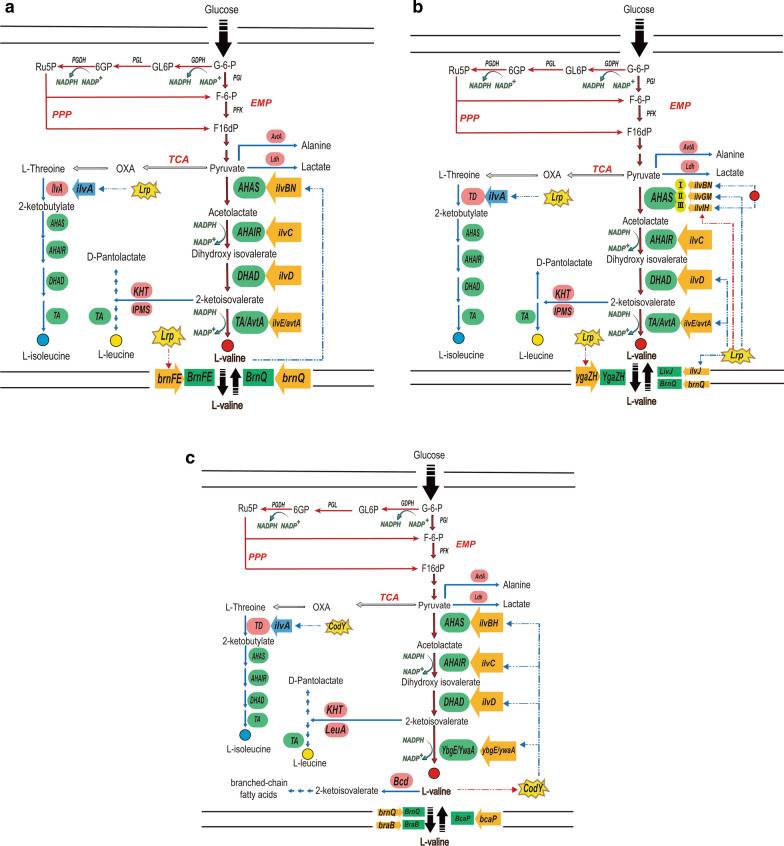 a
Glucose
Ru5P PGDH 6GP PGL GL6P GDPH G-6-P
NADPH NADP+ NADPH NADP+ PGI
F-6-P
EMP
PPP PFK
F16dP
AvtA Alanine
TCA
Ldh
L-Threoine OXA Pyruvate Lactate
IlvA ilvA Lrp AHAS ilvBN
2-ketobutylate Acetolactate
AHAS NADPH
AHAIR ilvC
NADP+
AHAIR Dihydroxy isovalerate
D-Pantolactate
DHAD DHAD ilvD
KHT 2-ketoisovalerate
IPMS
TA TA NADPH
TA/AvtA ilvE/avtA
Lrp NADP+
L-isoleucine L-leucine L-valine
brnFE BrnFE BrnQ brnQ
L-valine
b
Glucose
Ru5P PGDH 6GP PGL GL6P GDPH G-6-P
NADPH NADP+ NADPH NADP+ PGI
F-6-P
EMP
PPP PFK
F16dP
AvtA Alanine
TCA
Ldh
L-Threoine OXA Pyruvate Lactate
TD ilvA Lrp AHAS I ilvBN
II ilvGM
III ilvIH
2-ketobutylate Acetolactate
AHAS NADPH
AHAIR ilvC
NADP+
AHAIR Dihydroxy isovalerate
D-Pantolactate
DHAD DHAD ilvD
KHT 2-ketoisovalerate
IPMS
TA TA NADPH
TA/AvtA ilvE/avtA
NADP+
Lrp Lrp
L-isoleucine L-leucine L-valine
ygaZH YgaZH LivJ ilvJ
BrnQ brnQ
L-valine
c
Glucose
Ru5P PGDH 6GP PGL GL6P GDPH G-6-P
NADPH NADP+ NADPH NADP+ PGI
F-6-P
EMP
PPP PFK
F16dP
AvtA Alanine
TCA
Ldh
L-Threoine OXA Pyruvate Lactate
TD ilvA CodY AHAS ilvBH
2-ketobutylate Acetolactate
AHAS NADPH
AHAIR ilvC
NADP+
AHAIR Dihydroxy isovalerate
D-Pantolactate
DHAD DHAD ilvD
KHT
TA 2-ketoisovalerate
LeuA
TA NADPH
YbgE/YwaA ybgE/ywaA
NADP+
L-isoleucine L-leucine
Bcd
branched-chain
fatty acids 2-ketoisovalerate L-valine CodY
brnQ BrnQ
braB BraB BcaP bcaP
L-valine